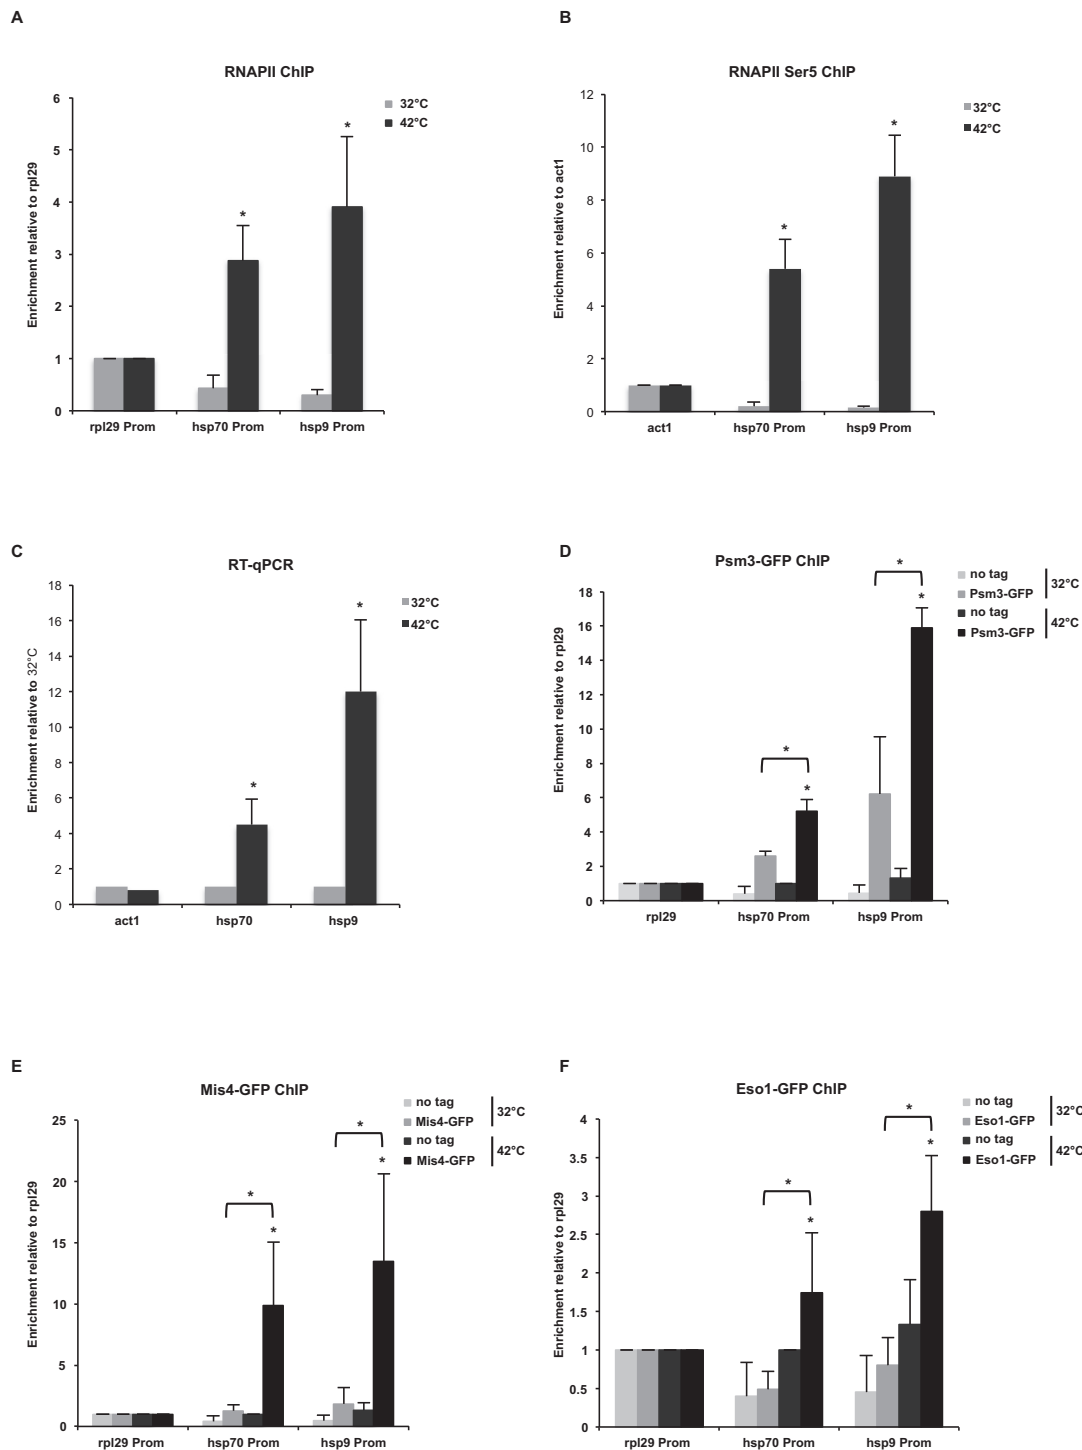 A
RNAPII ChIP
Enrichment relative to rpl29
6
5
4
3
2
1
0
*
*
32°C
42°C
rpl29 Prom
hsp70 Prom
hsp9 Prom
B
RNAPII Ser5 ChIP
Enrichment relative to act1
12
10
8
6
4
2
0
*
*
32°C
42°C
act1
hsp70 Prom
hsp9 Prom
C
RT-qPCR
Enrichment relative to 32°C
18
16
14
12
10
8
6
4
2
0
*
*
32°C
42°C
act1
hsp70
hsp9
D
Psm3-GFP ChIP
Enrichment relative to rpl29
18
16
14
12
10
8
6
4
2
0
*
*
*
*
no tag
Psm3-GFP
32°C
no tag
Psm3-GFP
42°C
rpl29
hsp70 Prom
hsp9 Prom
E
Mis4-GFP ChIP
Enrichment relative to rpl29
25
20
15
10
5
0
*
*
*
*
no tag
Mis4-GFP
32°C
no tag
Mis4-GFP
42°C
rpl29 Prom
hsp70 Prom
hsp9 Prom
F
Eso1-GFP ChIP
Enrichment relative to rpl29
4
3.5
3
2.5
2
1.5
1
0.5
0
*
*
*
*
no tag
Eso1-GFP
32°C
no tag
Eso1-GFP
42°C
rpl29 Prom
hsp70 Prom
hsp9 Prom